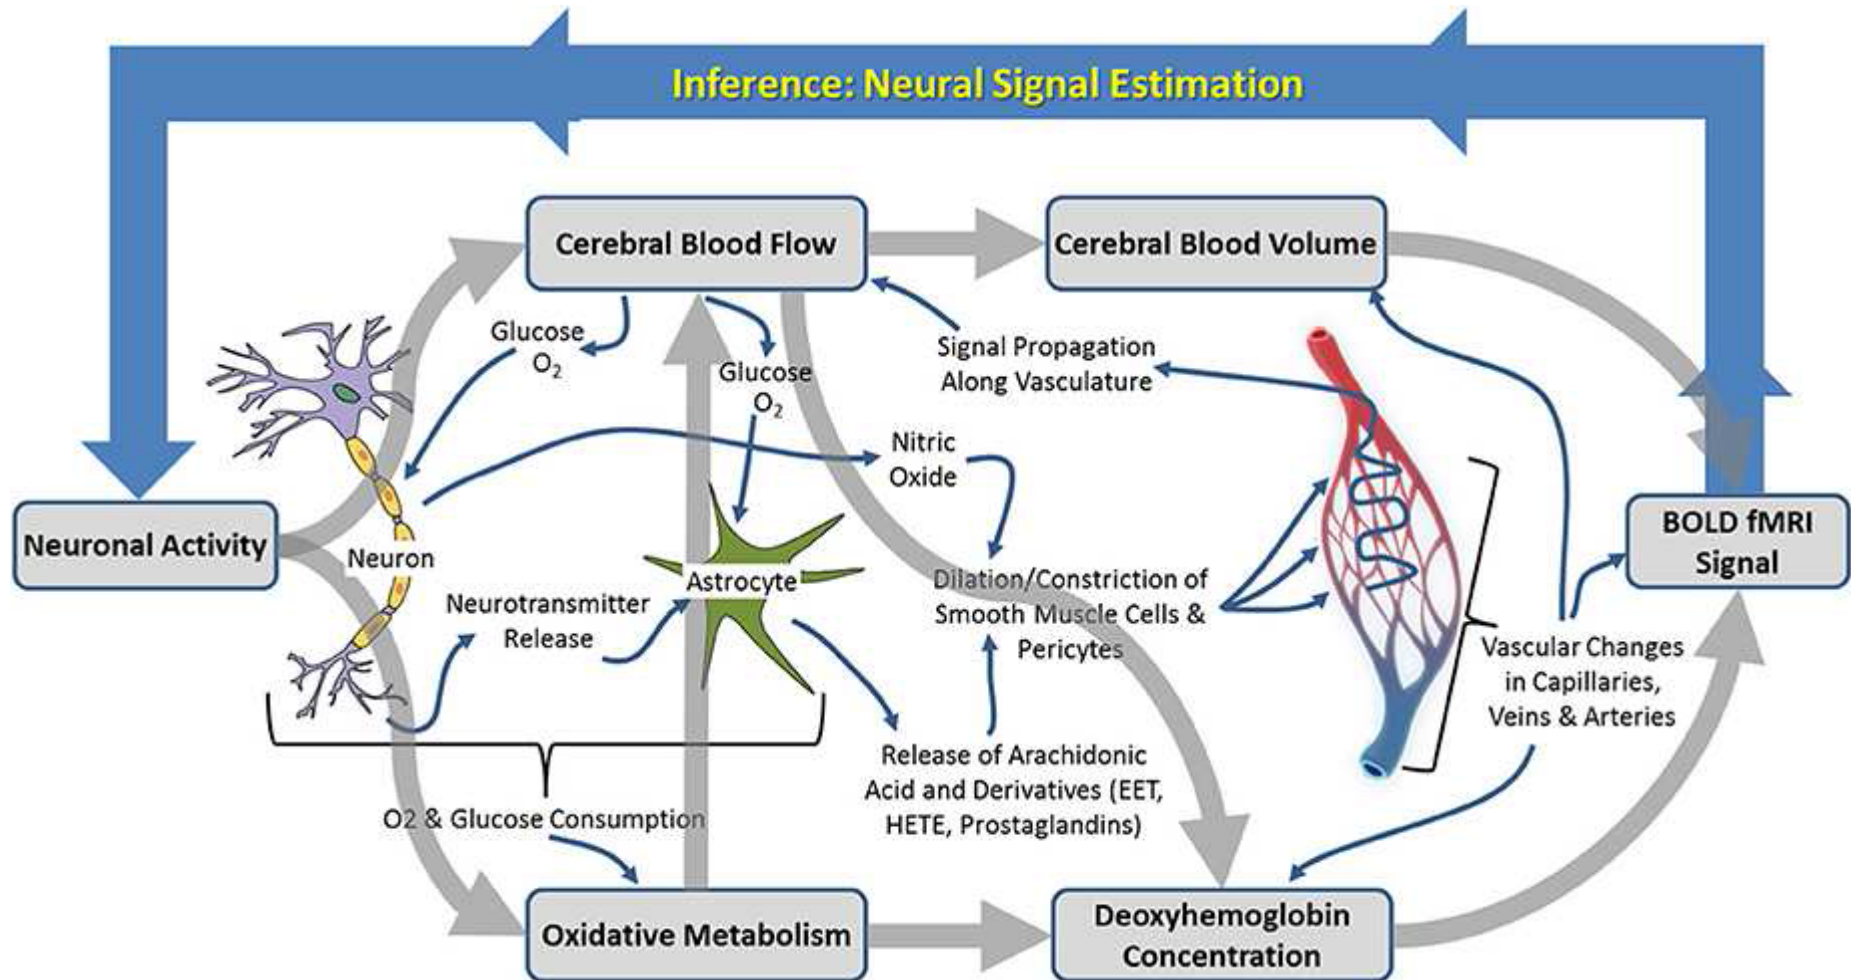 Inference: Neural Signal Estimation
Cerebral Blood Flow
Cerebral Blood Volume
Glucose
O₂
Glucose
O₂
Signal Propagation
Along Vasculature
Nitric
Oxide
Neuronal Activity
Neuron
Astrocyte
Neurotransmitter
Release
Dilation/Constriction of
Smooth Muscle Cells &
Pericytes
BOLD fMRI
Signal
Vascular Changes
in Capillaries,
Veins & Arteries
Release of Arachidonic
Acid and Derivatives (EET,
HETE, Prostaglandins)
O2 & Glucose Consumption
Oxidative Metabolism
Deoxyhemoglobin
Concentration